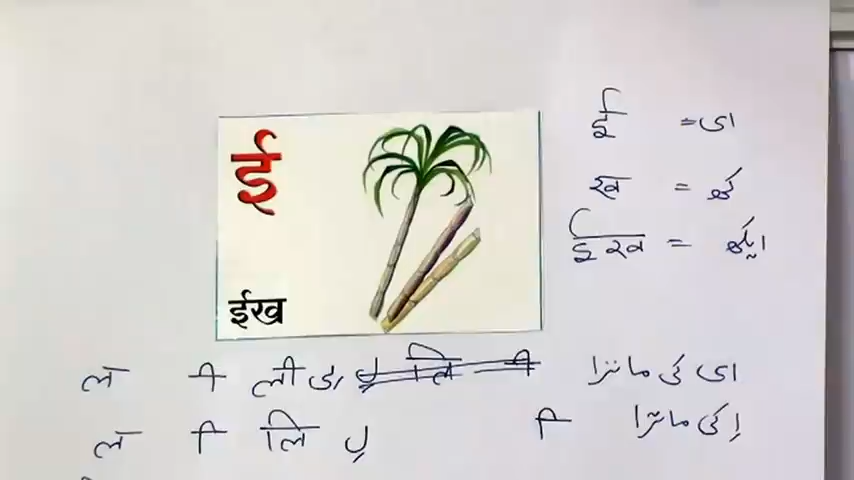 ई
ईख
ई = ای
ख = کھ
ईख = ایکھ
ल ी ली لی ای کی ماترا
ल ि लि لِ ि اِ کی ماترا